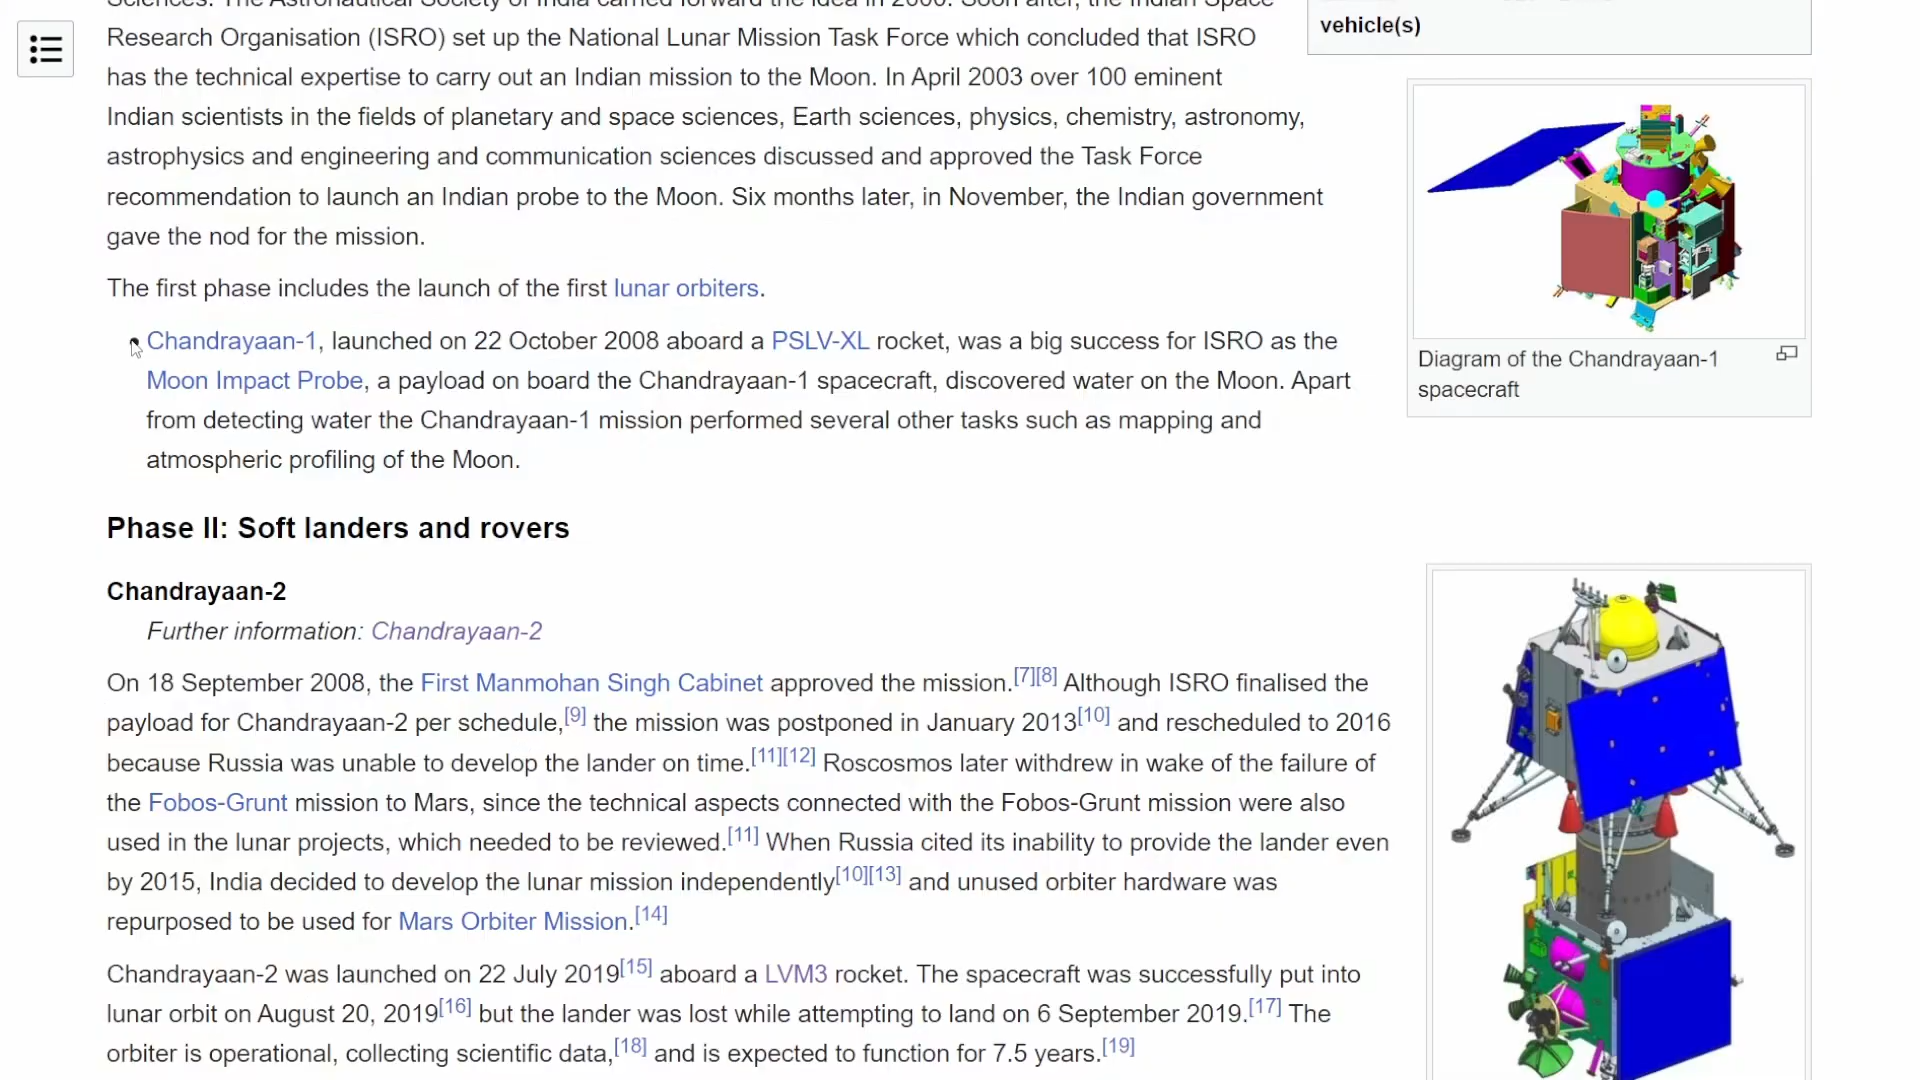 Sciences. The Astronautical Society of India carried forward the idea in 2000. Soon after, the Indian Space
Research Organisation (ISRO) set up the National Lunar Mission Task Force which concluded that ISRO
has the technical expertise to carry out an Indian mission to the Moon. In April 2003 over 100 eminent
Indian scientists in the fields of planetary and space sciences, Earth sciences, physics, chemistry, astronomy,
astrophysics and engineering and communication sciences discussed and approved the Task Force
recommendation to launch an Indian probe to the Moon. Six months later, in November, the Indian government
gave the nod for the mission.
The first phase includes the launch of the first lunar orbiters.
Chandrayaan-1, launched on 22 October 2008 aboard a PSLV-XL rocket, was a big success for ISRO as the
Moon Impact Probe, a payload on board the Chandrayaan-1 spacecraft, discovered water on the Moon. Apart
from detecting water the Chandrayaan-1 mission performed several other tasks such as mapping and
atmospheric profiling of the Moon.
vehicle(s)
Diagram of the Chandrayaan-1
spacecraft
Phase II: Soft landers and rovers
Chandrayaan-2
Further information: Chandrayaan-2
On 18 September 2008, the First Manmohan Singh Cabinet approved the mission.[7][8] Although ISRO finalised the
payload for Chandrayaan-2 per schedule,[9] the mission was postponed in January 2013[10] and rescheduled to 2016
because Russia was unable to develop the lander on time.[11][12] Roscosmos later withdrew in wake of the failure of
the Fobos-Grunt mission to Mars, since the technical aspects connected with the Fobos-Grunt mission were also
used in the lunar projects, which needed to be reviewed.[11] When Russia cited its inability to provide the lander even
by 2015, India decided to develop the lunar mission independently[10][13] and unused orbiter hardware was
repurposed to be used for Mars Orbiter Mission.[14]
Chandrayaan-2 was launched on 22 July 2019[15] aboard a LVM3 rocket. The spacecraft was successfully put into
lunar orbit on August 20, 2019[16] but the lander was lost while attempting to land on 6 September 2019.[17] The
orbiter is operational, collecting scientific data,[18] and is expected to function for 7.5 years.[19]